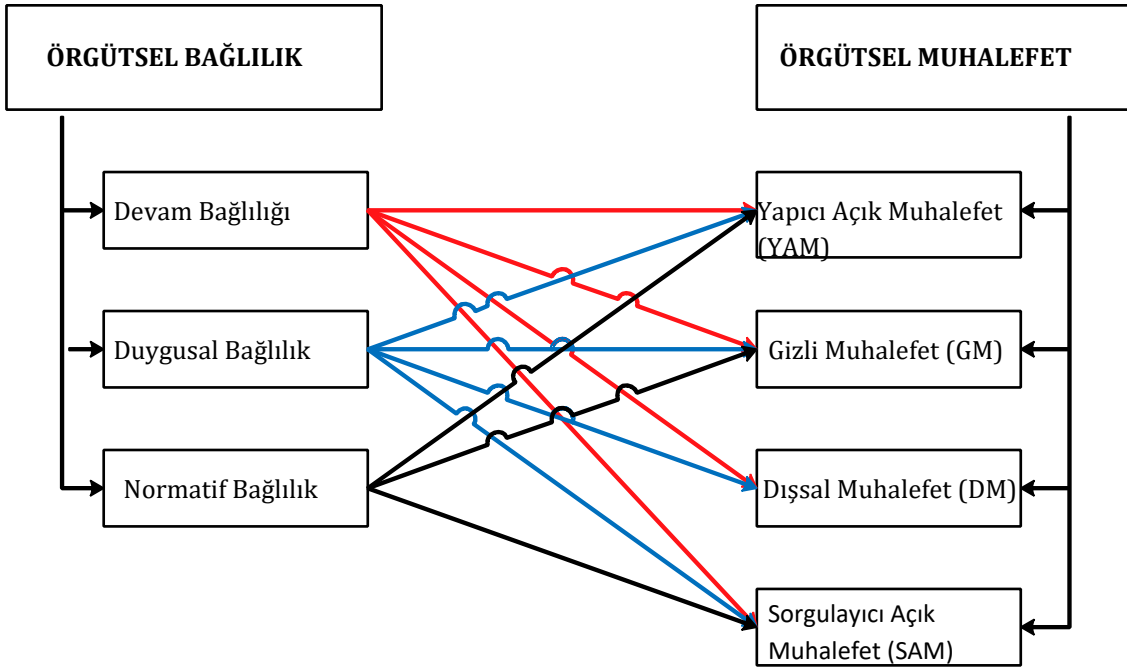 ÖRGÜTSEL BAĞLILIK
ÖRGÜTSEL MUHALEFET
Devam Bağlılığı
Duygusal Bağlılık
Normatif Bağlılık
Yapıcı Açık Muhalefet
(YAM)
Gizli Muhalefet (GM)
Dışsal Muhalefet (DM)
Sorgulayıcı Açık
Muhalefet (SAM)